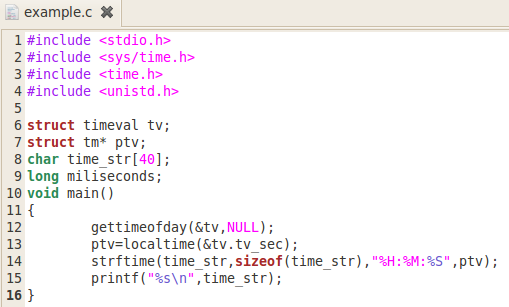 example.c
1 #include <stdio.h>
2 #include <sys/time.h>
3 #include <time.h>
4 #include <unistd.h>
5
6 struct timeval tv;
7 struct tm* ptv;
8 char time_str[40];
9 long miliseconds;
10 void main()
11 {
12         gettimeofday(&tv,NULL);
13         ptv=localtime(&tv.tv_sec);
14         strftime(time_str,sizeof(time_str),"%H:%M:%S",ptv);
15         printf("%s\n",time_str);
16 }